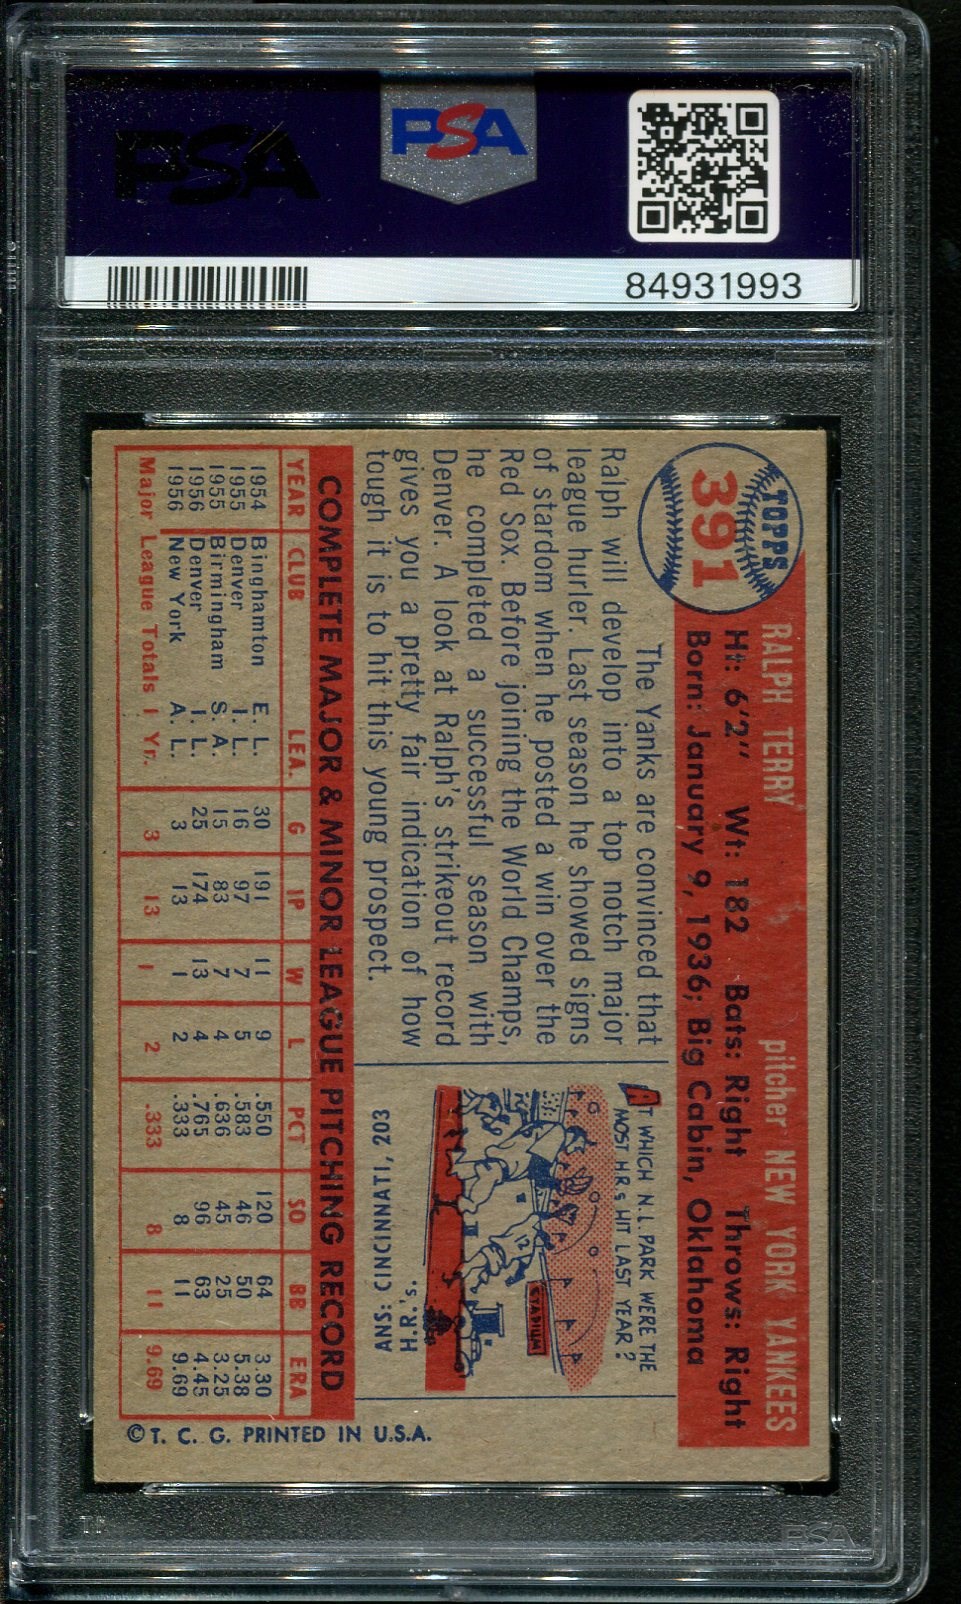 PSA
PSA
84931993
TOPPS
391
RALPH TERRY pitcher NEW YORK YANKEES
Ht: 6'2" Wt: 182 Bats: Right Throws: Right
Born: January 9, 1936; Big Cabin, Oklahoma
The Yanks are convinced that
Ralph will develop into a top notch major
league hurler. Last season he showed signs
of stardom when he posted a win over the
Red Sox. Before joining the World Champs,
he completed a successful season with
Denver. A look at Ralph's strikeout record
gives you a pretty fair indication of how
tough it is to hit this young prospect.
AT WHICH N.L. PARK WERE THE
MOST HRs HIT LAST YEAR?
STADIUM
12
ANS: CINCINNATI, 203
H.R.'s.
COMPLETE MAJOR & MINOR LEAGUE PITCHING RECORD
YEAR CLUB LEA. G IP W L PCT SO BB ERA
1954 Binghamton E. L. 30 191 11 9 .550 120 64 3.30
1955 Denver I. L. 16 97 7 5 .583 46 50 5.38
1955 Birmingham S. A. 15 83 7 4 .636 45 25 3.25
1956 Denver I. L. 25 174 13 4 .765 96 63 4.45
1956 New York A. L. 3 13 1 2 .333 8 11 9.69
Major League Totals 1 Yr. 3 13 1 2 .333 8 11 9.69
© T. C. G. PRINTED IN U.S.A.
PSA